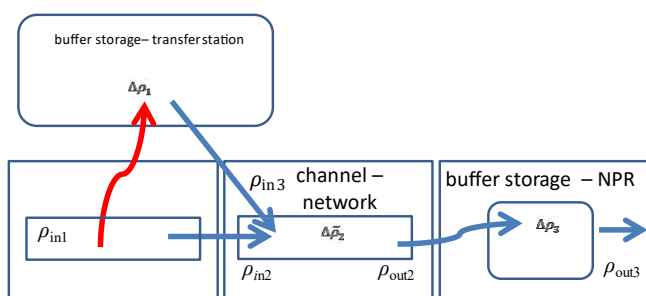 buffer storage– transfer station
Δρ₁
ρin 3
channel –
network
buffer storage – NPR
ρin1
Δρ̃₂
Δρ₃
ρin2
ρout2
ρout3